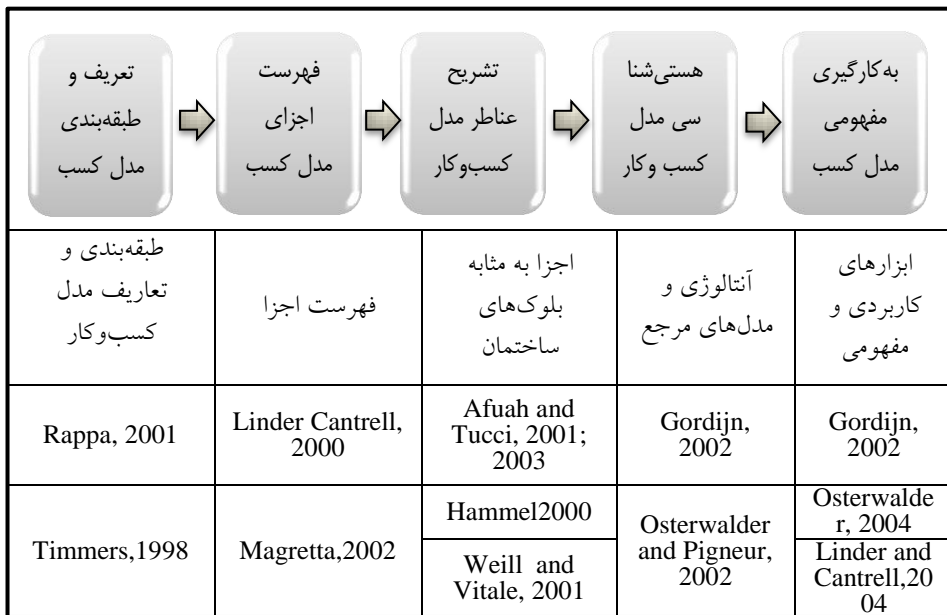 تعریف و
طبقه‌بندی
مدل کسب
فهرست
اجزای
مدل کسب
تشریح
عناطر مدل
کسب‌وکار
هستی‌شنا
سی مدل
کسب وکار
به‌کارگیری
مفهومی
مدل کسب
طبقه‌بندی و
تعاریف مدل
کسب‌وکار
فهرست اجزا
اجزا به مثابه
بلوک‌های
ساختمان
آنتالوژی و
مدل‌های مرجع
ابزارهای
کاربردی و
مفهومی
Rappa, 2001
Linder Cantrell,
2000
Afuah and
Tucci, 2001;
2003
Gordijn,
2002
Gordijn,
2002
Timmers,1998
Magretta,2002
Hammel2000
Weill and
Vitale, 2001
Osterwalder
and Pigneur,
2002
Osterwalde
r, 2004
Linder and
Cantrell,20
04